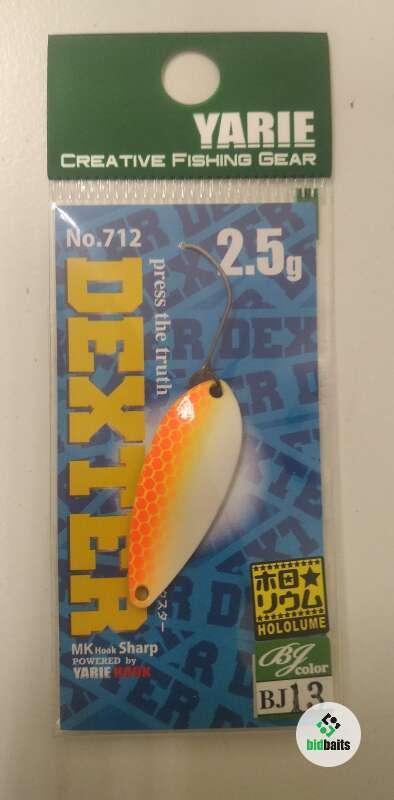 YARIE
CREATIVE FISHING GEAR
No.712
2.5g
DEXTER
press the truth
クスター
MK Hook Sharp
POWERED by
YARIE HOOK
ホロ★
リウム
HOLOLUME
BJ
color
BJ13
bidbaits